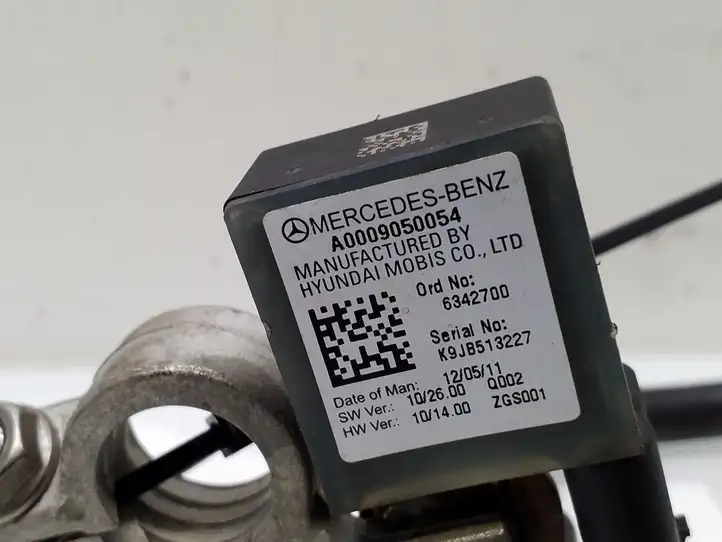 MERCEDES-BENZ
A0009050054
MANUFACTURED BY
HYUNDAI MOBIS CO., LTD
Ord No:
6342700
Serial No:
K9JB513227
Date of Man: 12/05/11
SW Ver.: 10/26.00 Q002
HW Ver.: 10/14.00 ZGS001